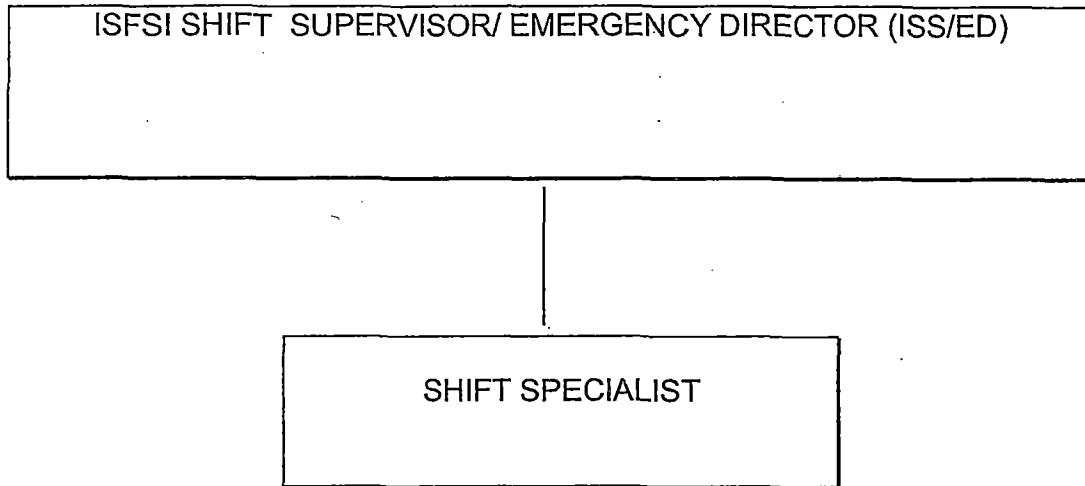 ISFSI SHIFT SUPERVISOR/ EMERGENCY DIRECTOR (ISS/ED)
SHIFT SPECIALIST